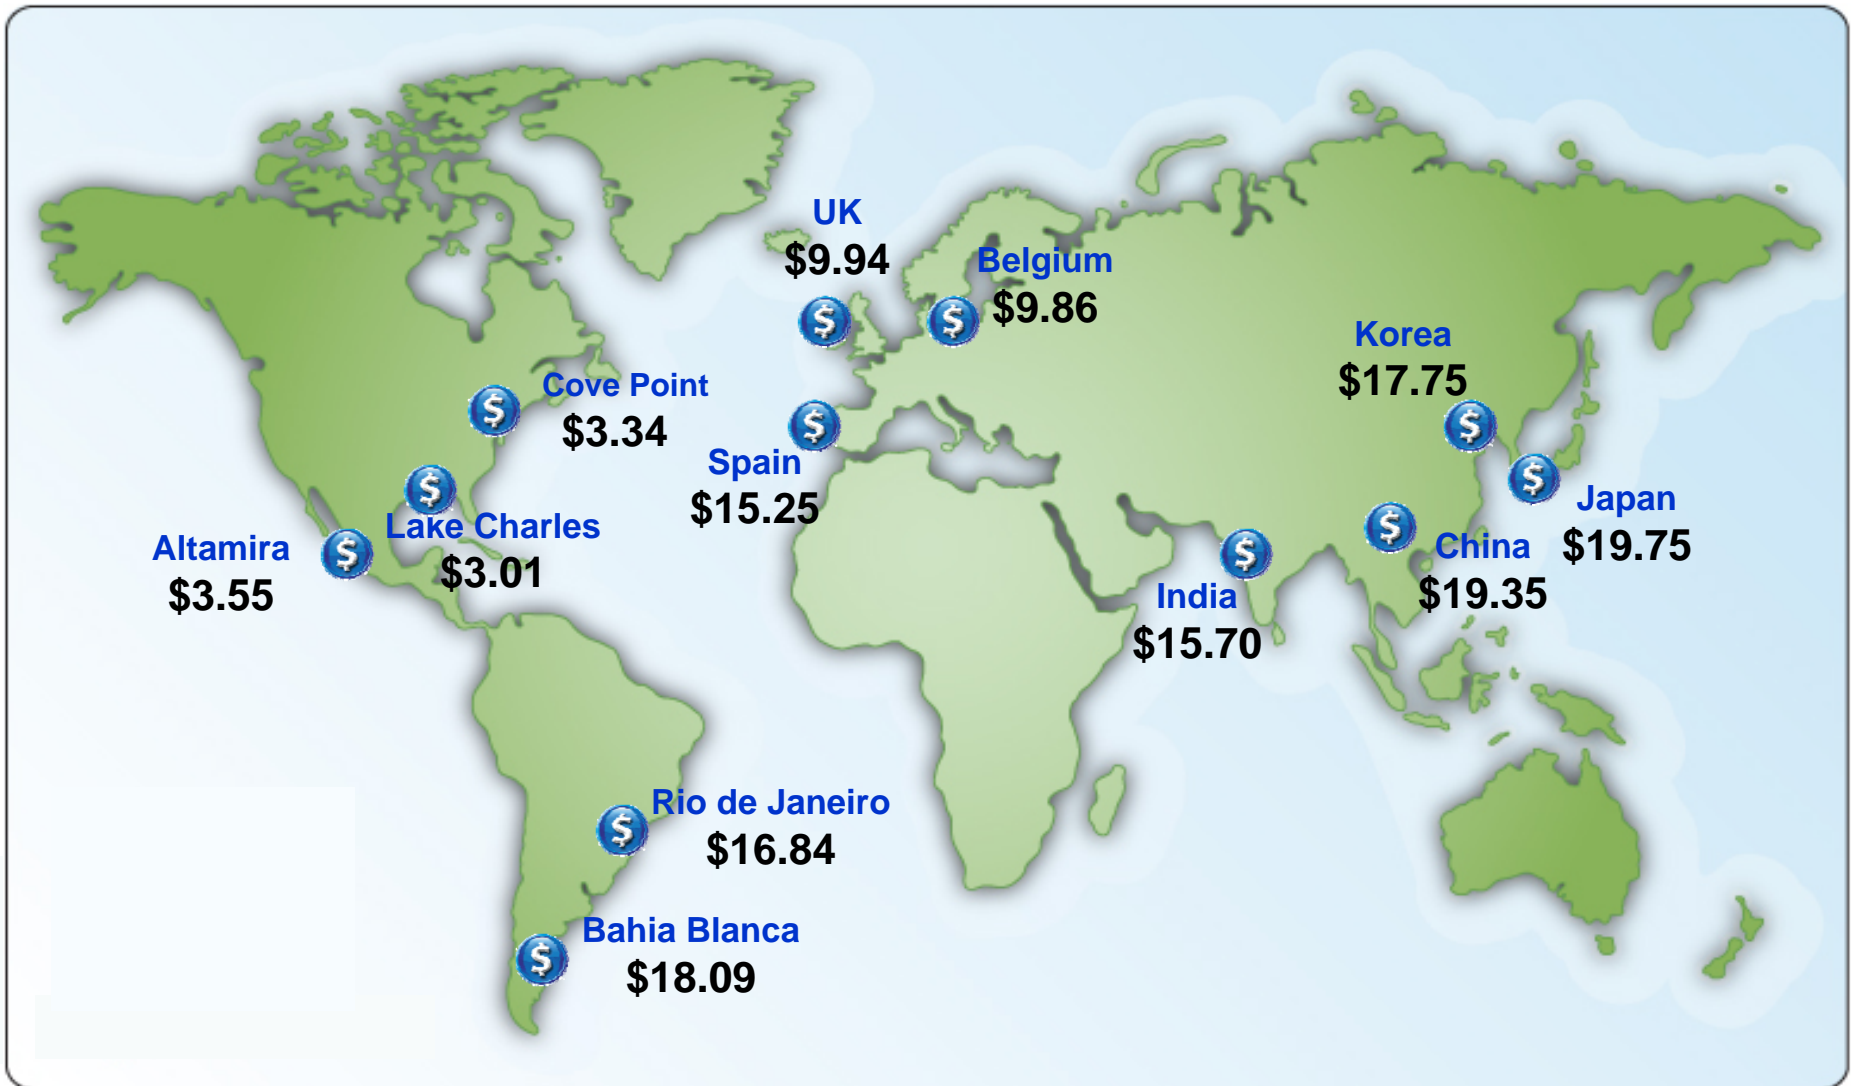 UK
$9.94
Belgium
$9.86
Korea
$17.75
Cove Point
$3.34
Spain
$15.25
Japan
$19.75
Lake Charles
$3.01
Altamira
$3.55
China
$19.35
India
$15.70
Rio de Janeiro
$16.84
Bahia Blanca
$18.09